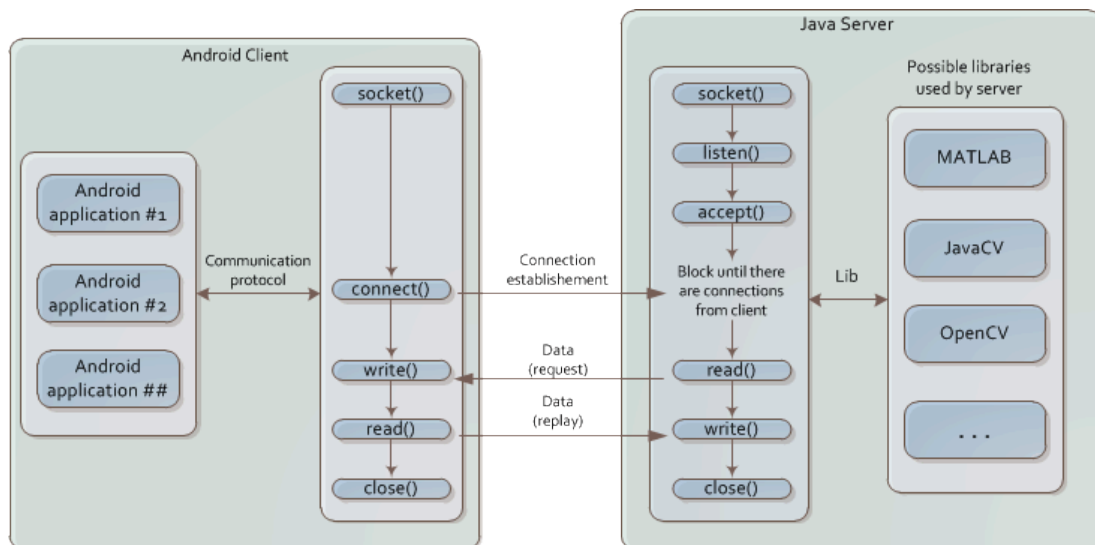 Android Client
Android
application #1
Android
application #2
Android
application ##
Communication
protocol
socket()
connect()
write()
read()
close()
Connection
establishement
Data
(request)
Data
(replay)
Java Server
socket()
listen()
accept()
Block until there
are connections
from client
read()
write()
close()
Lib
Possible libraries
used by server
MATLAB
JavaCV
OpenCV
...